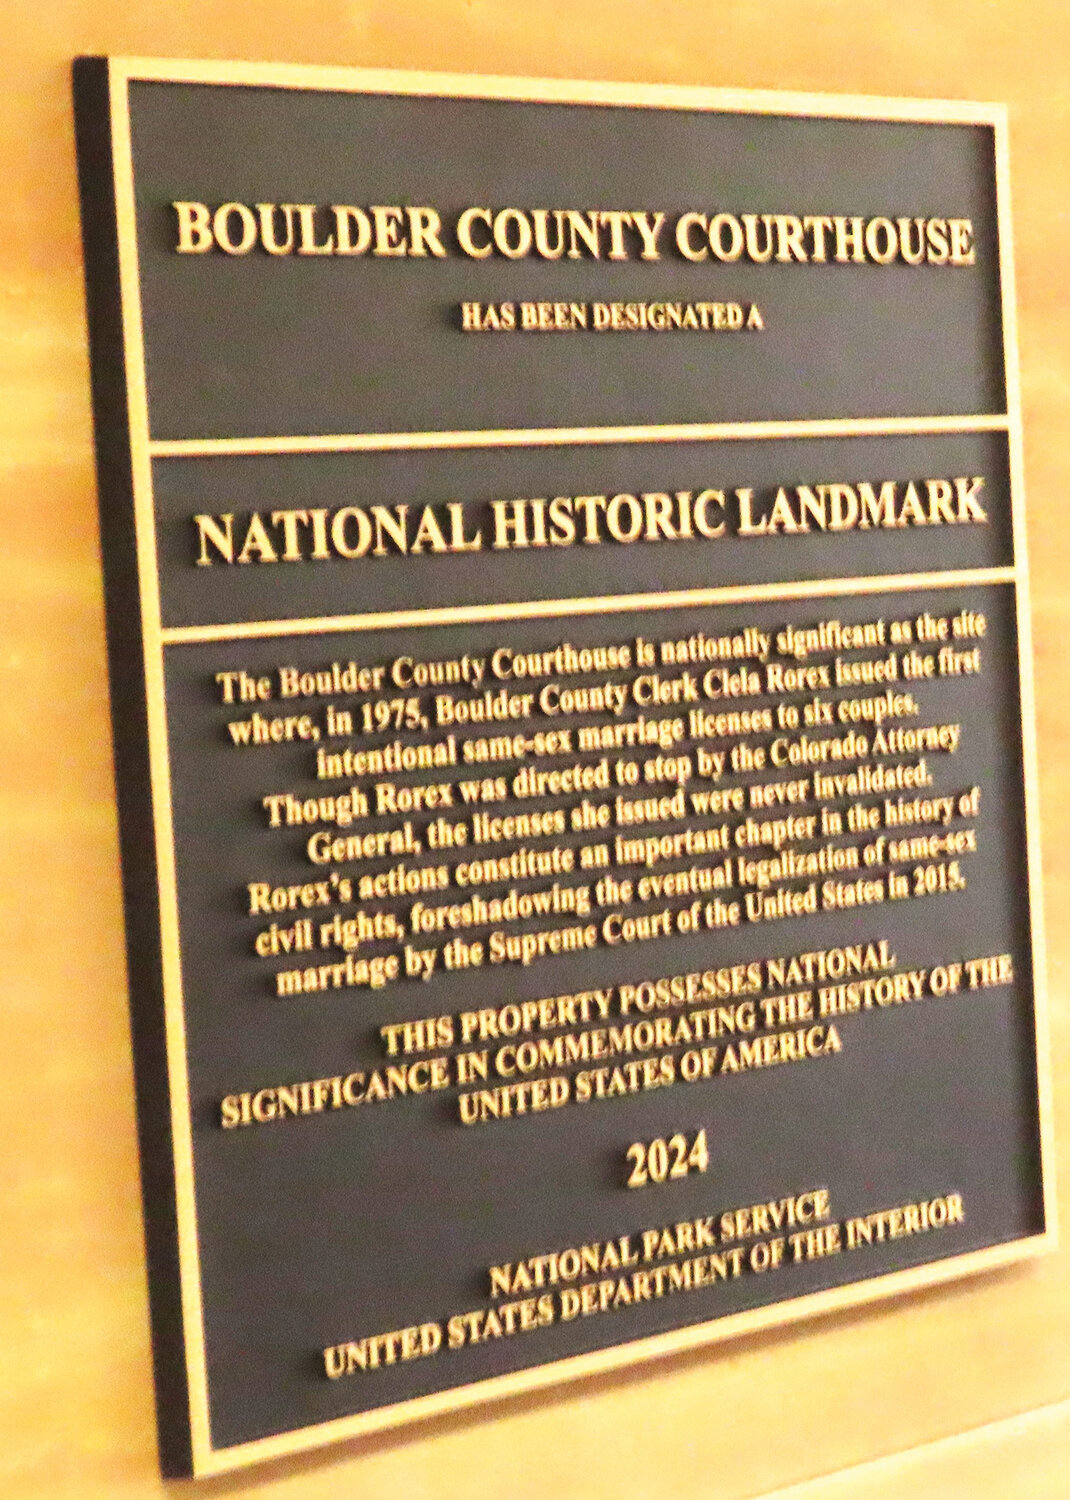 BOULDER COUNTY COURTHOUSE
HAS BEEN DESIGNATED A
NATIONAL HISTORIC LANDMARK
The Boulder County Courthouse is nationally significant as the site
where, in 1975, Boulder County Clerk Clela Rorex issued the first
intentional same-sex marriage licenses to six couples.
Though Rorex was directed to stop by the Colorado Attorney
General, the licenses she issued were never invalidated.
Rorex's actions constitute an important chapter in the history of
civil rights, foreshadowing the eventual legalization of same-sex
marriage by the Supreme Court of the United States in 2015.
THIS PROPERTY POSSESSES NATIONAL
SIGNIFICANCE IN COMMEMORATING THE HISTORY OF THE
UNITED STATES OF AMERICA
2024
NATIONAL PARK SERVICE
UNITED STATES DEPARTMENT OF THE INTERIOR